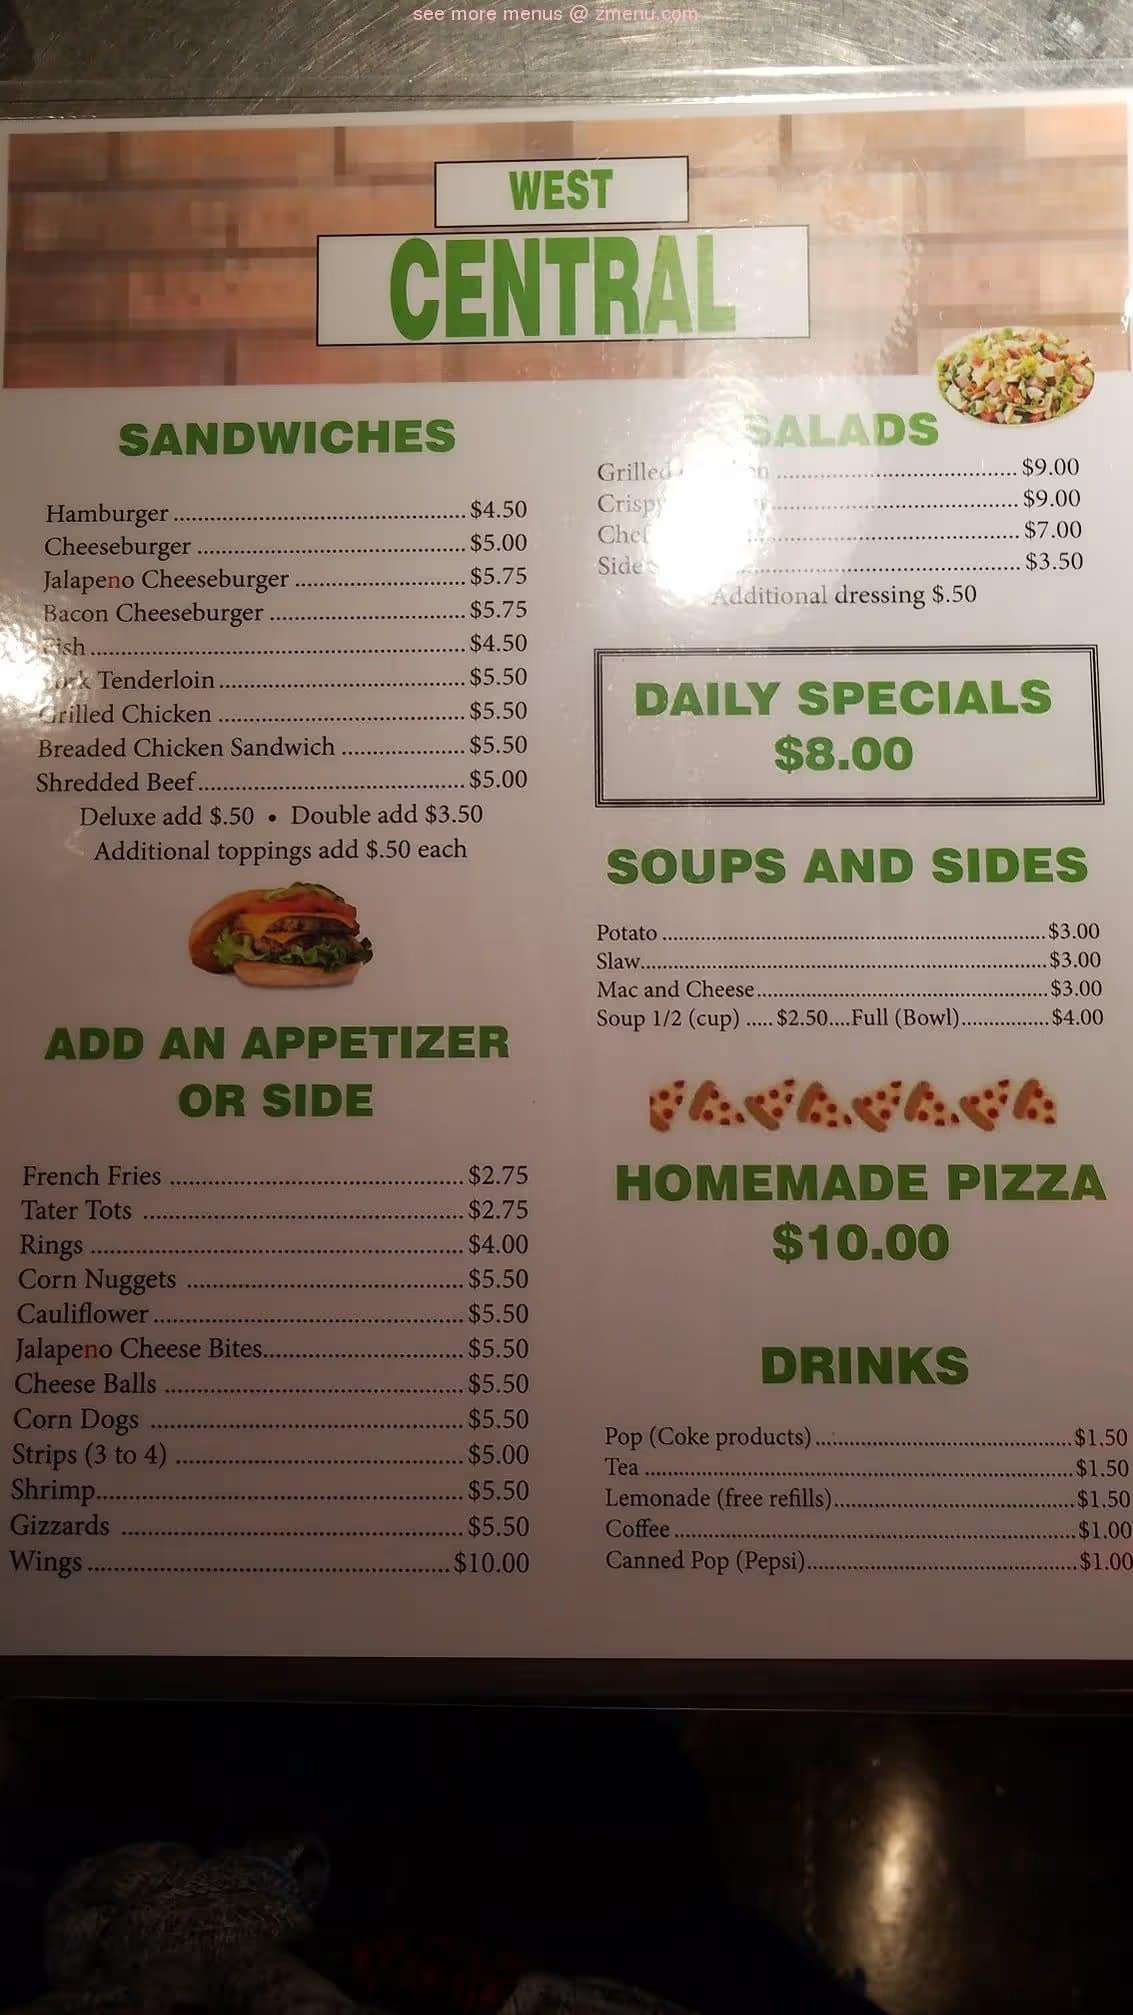 see more menus @ zmenu.com
WEST
CENTRAL
SANDWICHES
Hamburger ........ $4.50
Cheeseburger ........ $5.00
Jalapeno Cheeseburger ........ $5.75
Bacon Cheeseburger ........ $5.75
Fish ........ $4.50
Pork Tenderloin ........ $5.50
Grilled Chicken ........ $5.50
Breaded Chicken Sandwich ........ $5.50
Shredded Beef ........ $5.00
Deluxe add $.50 • Double add $3.50
Additional toppings add $.50 each
ADD AN APPETIZER
OR SIDE
French Fries ........ $2.75
Tater Tots ........ $2.75
Rings ........ $4.00
Corn Nuggets ........ $5.50
Cauliflower ........ $5.50
Jalapeno Cheese Bites ........ $5.50
Cheese Balls ........ $5.50
Corn Dogs ........ $5.50
Strips (3 to 4) ........ $5.00
Shrimp ........ $5.50
Gizzards ........ $5.50
Wings ........ $10.00
SALADS
Grilled ........ $9.00
Crispy ........ $9.00
Chef ........ $7.00
Side ........ $3.50
Additional dressing $.50
DAILY SPECIALS
$8.00
SOUPS AND SIDES
Potato ........ $3.00
Slaw ........ $3.00
Mac and Cheese ........ $3.00
Soup 1/2 (cup) ..... $2.50....Full (Bowl) ........ $4.00
HOMEMADE PIZZA
$10.00
DRINKS
Pop (Coke products) ........ $1.50
Tea ........ $1.50
Lemonade (free refills) ........ $1.50
Coffee ........ $1.00
Canned Pop (Pepsi) ........ $1.00